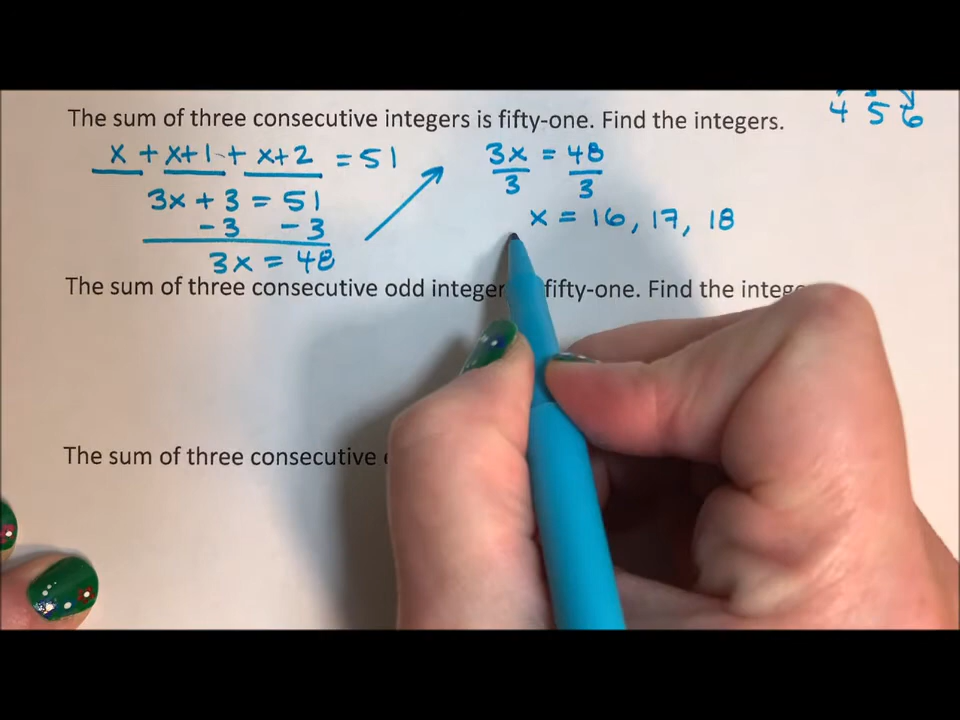 The sum of three consecutive integers is fifty-one. Find the integers.
4 5 6
x + x+1 + x+2 = 51
3x + 3 = 51
-3 -3
3x = 48
3x = 48
3 3
x = 16, 17, 18
The sum of three consecutive odd fifty-one. Find the
The sum of three consecutive